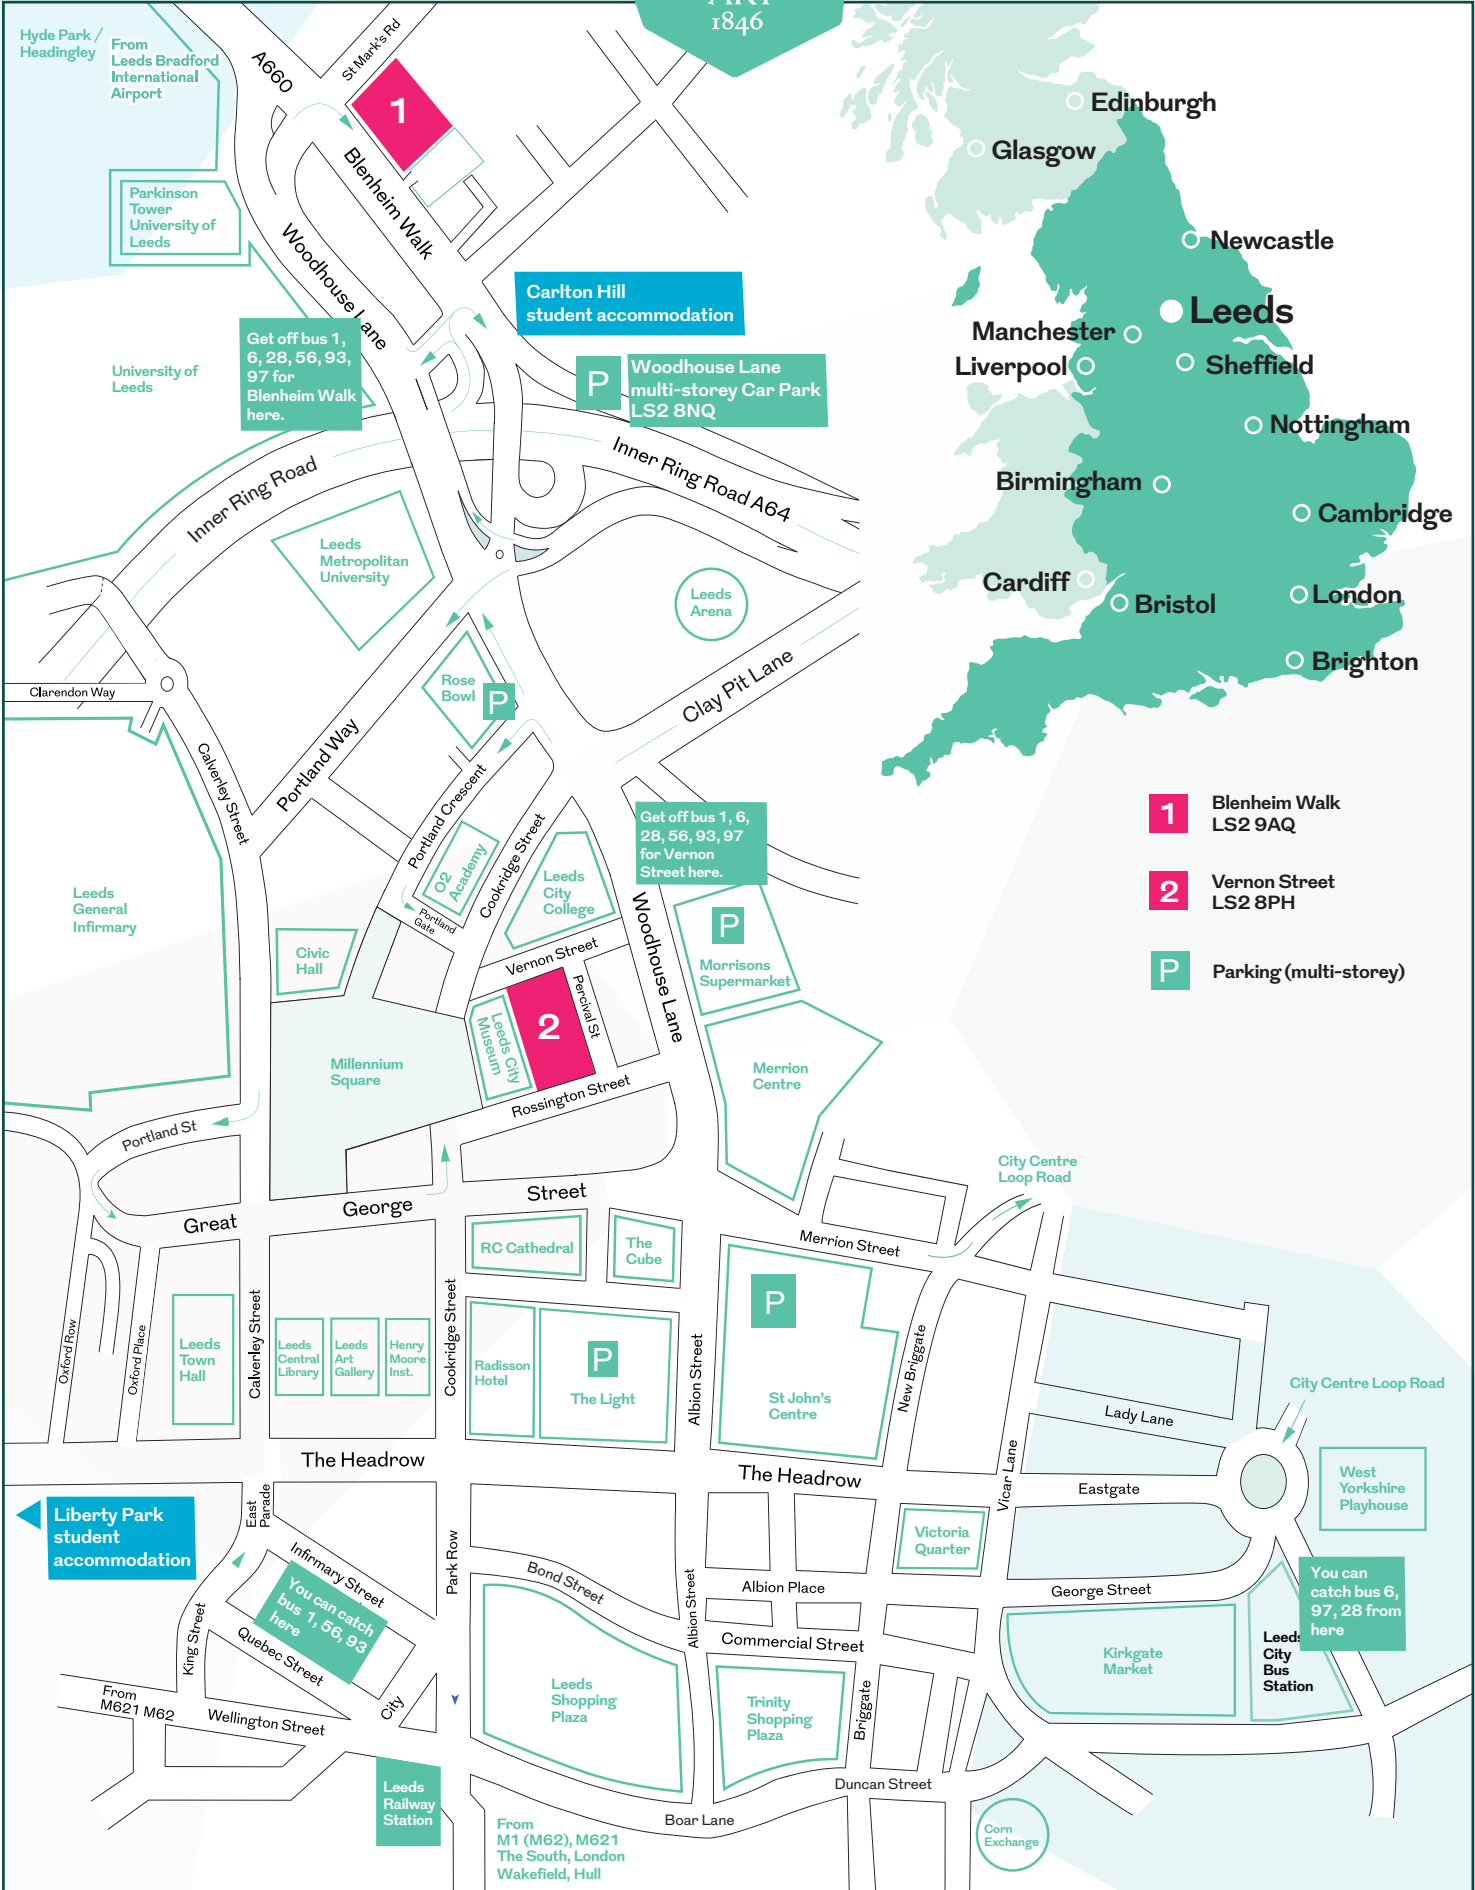 ART
1846
Hyde Park /
Headingley
From
Leeds Bradford
International
Airport
A660
St Mark's Rd
1
Blenheim Walk
Parkinson
Tower
University of
Leeds
Woodhouse Lane
Carlton Hill
student accommodation
Get off bus 1,
6, 28, 56, 93,
97 for
Blenheim Walk
here.
University of
Leeds
P
Woodhouse Lane
multi-storey Car Park
LS2 8NQ
Inner Ring Road
Inner Ring Road A64
Leeds
Metropolitan
University
Leeds
Arena
Clarendon Way
Rose
Bowl
P
Clay Pit Lane
Calverley Street
Portland Way
Portland Crescent
O2
Academy
Cookridge Street
Portland
Gate
Leeds
City
College
Get off bus 1, 6,
28, 56, 93, 97
for Vernon
Street here.
Woodhouse Lane
P
Morrisons
Supermarket
Leeds
General
Infirmary
Civic
Hall
Vernon Street
Percival St
2
Leeds City
Museum
Millennium
Square
Rossington Street
Merrion
Centre
Portland St
Great
George
Street
City Centre
Loop Road
Merrion Street
RC Cathedral
The
Cube
P
St John's
Centre
Oxford Row
Oxford Place
Leeds
Town
Hall
Calverley Street
Leeds
Central
Library
Leeds
Art
Gallery
Henry
Moore
Inst.
Cookridge Street
Radisson
Hotel
P
The Light
Albion Street
New Briggate
Lady Lane
City Centre Loop Road
The Headrow
The Headrow
Vicar Lane
Eastgate
West
Yorkshire
Playhouse
Liberty Park
student
accommodation
East
Parade
Infirmary Street
You can catch
bus 1, 56, 93
here
Quebec Street
King Street
Park Row
Bond Street
Albion Street
Albion Place
Commercial Street
Victoria
Quarter
George Street
You can
catch bus 6,
97, 28 from
here
Kirkgate
Market
Leeds
City
Bus
Station
From
M621 M62
Wellington Street
City
Leeds
Shopping
Plaza
Trinity
Shopping
Plaza
Briggate
Duncan Street
Leeds
Railway
Station
Boar Lane
From
M1 (M62), M621
The South, London
Wakefield, Hull
Corn
Exchange
Edinburgh
Glasgow
Newcastle
Leeds
Manchester
Liverpool
Sheffield
Nottingham
Birmingham
Cambridge
Cardiff
Bristol
London
Brighton
1
Blenheim Walk
LS2 9AQ
2
Vernon Street
LS2 8PH
P
Parking (multi-storey)